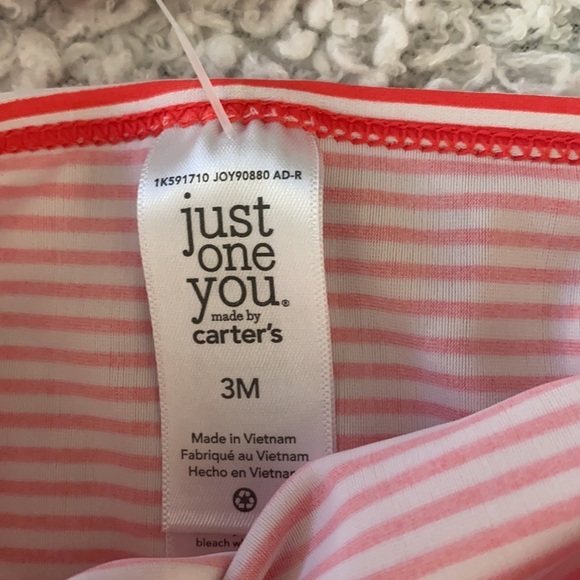 1K591710 JOY90880 AD-R
just
one
you®
made by
carter's
3M
Made in Vietnam
Fabriqué au Vietnam
Hecho en Vietnam
bleach